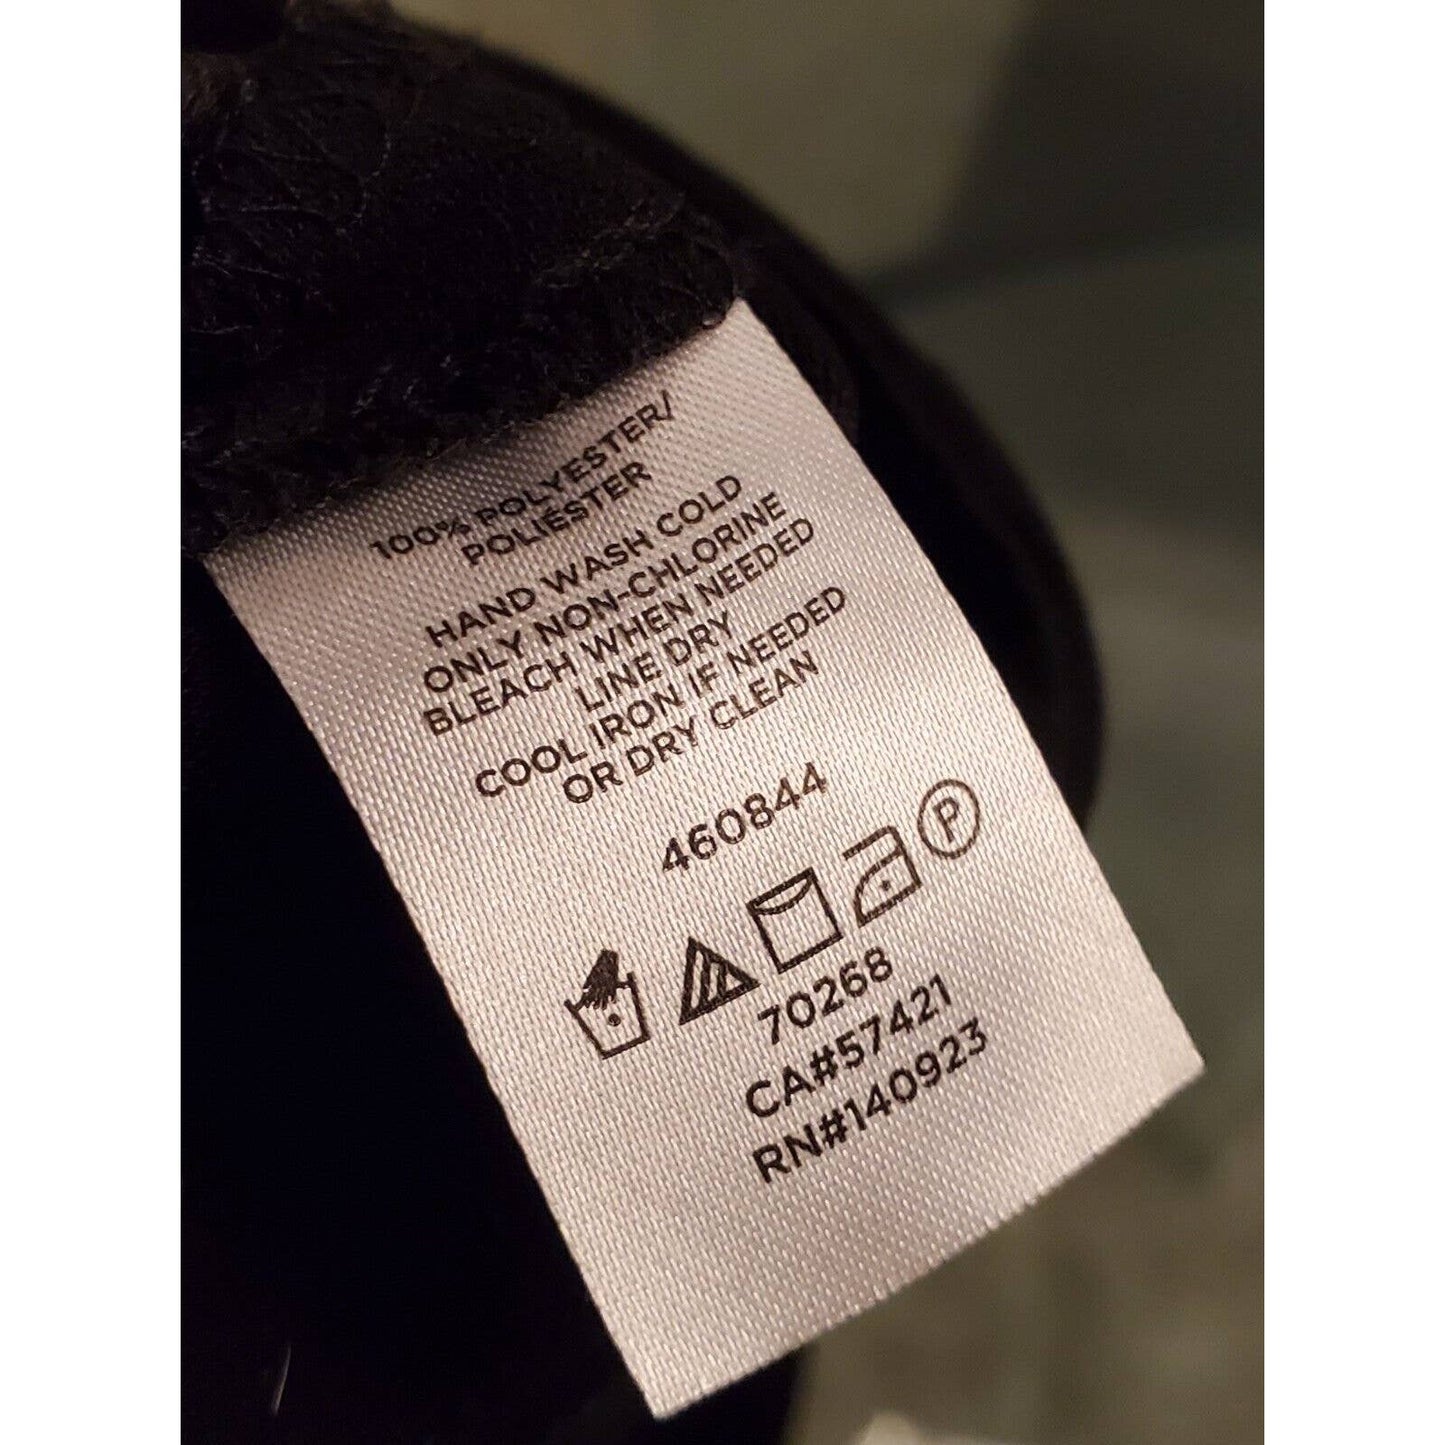 100% POLYESTER/
POLIÉSTER
HAND WASH COLD
ONLY NON-CHLORINE
BLEACH WHEN NEEDED
LINE DRY
COOL IRON IF NEEDED
OR DRY CLEAN
460844
P
70268
CA#57421
RN#140923